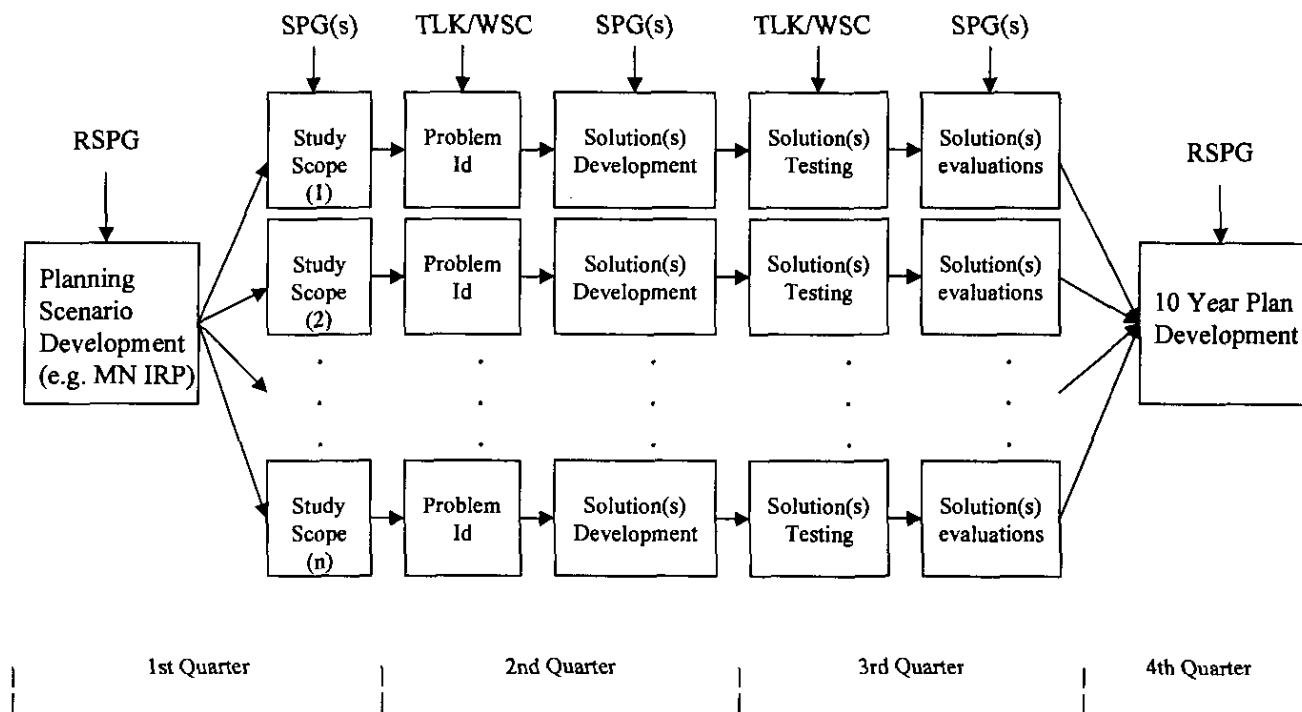 SPG(s)
TLK/WSC
SPG(s)
TLK/WSC
SPG(s)
RSPG
RSPG
Planning
Scenario
Development
(e.g. MN IRP)
Study
Scope
(1)
Problem
Id
Solution(s)
Development
Solution(s)
Testing
Solution(s)
evaluations
Study
Scope
(2)
Problem
Id
Solution(s)
Development
Solution(s)
Testing
Solution(s)
evaluations
Study
Scope
(n)
Problem
Id
Solution(s)
Development
Solution(s)
Testing
Solution(s)
evaluations
10 Year Plan
Development
1st Quarter
2nd Quarter
3rd Quarter
4th Quarter